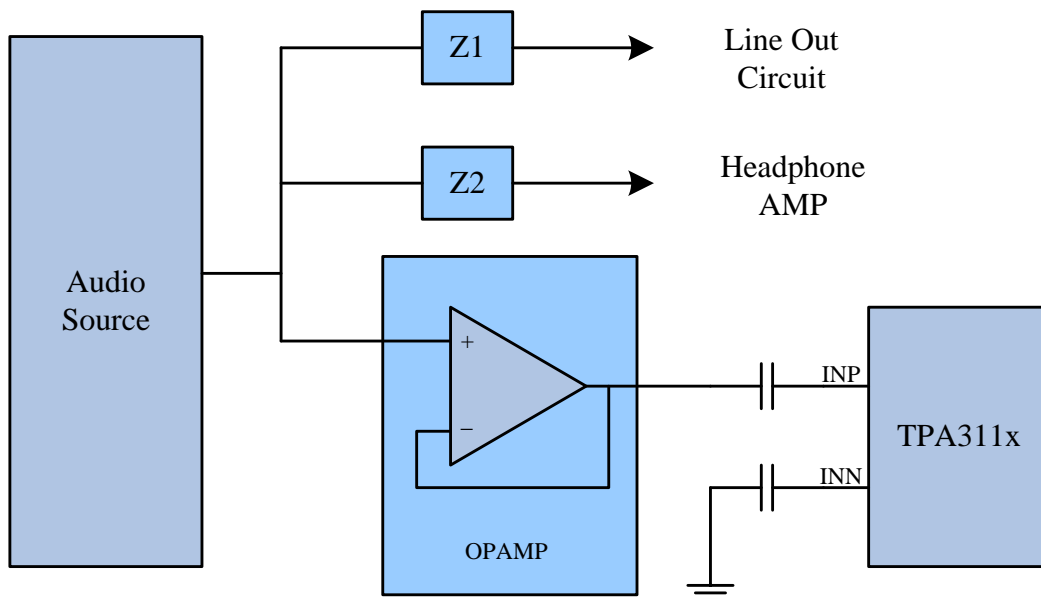 Z1
Line Out
Circuit
Z2
Headphone
AMP
Audio
Source
+
−
OPAMP
INP
INN
TPA311x